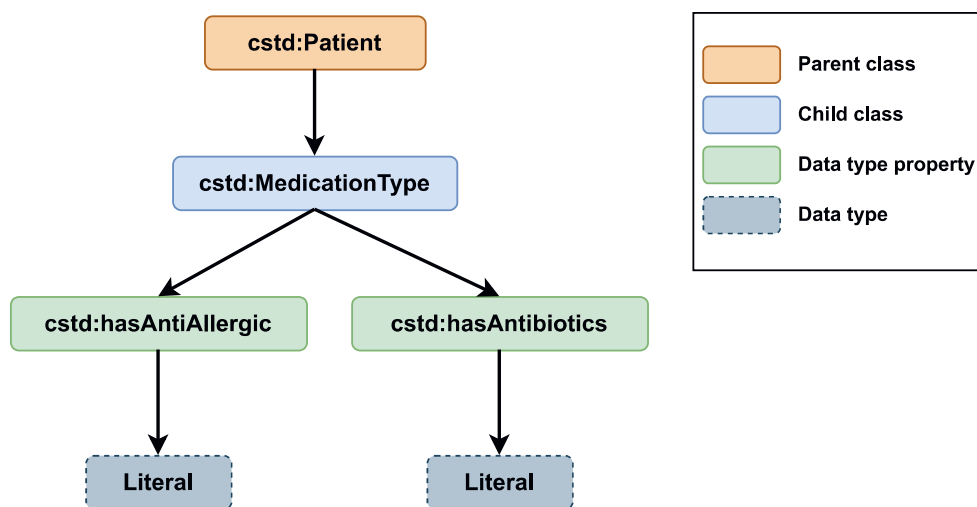 cstd:Patient
cstd:MedicationType
cstd:hasAntiAllergic
cstd:hasAntibiotics
Literal
Literal
Parent class
Child class
Data type property
Data type